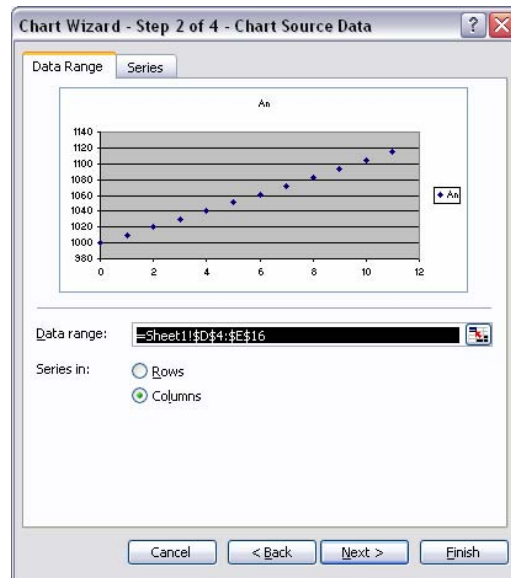 Chart Wizard - Step 2 of 4 - Chart Source Data
Data Range Series
An
1140
1120
1100
1080
1060
1040
1020
1000
980
0 2 4 6 8 10 12
An
Data range: =Sheet1!$D$4:$E$16
Series in: Rows
Columns
Cancel < Back Next > Finish